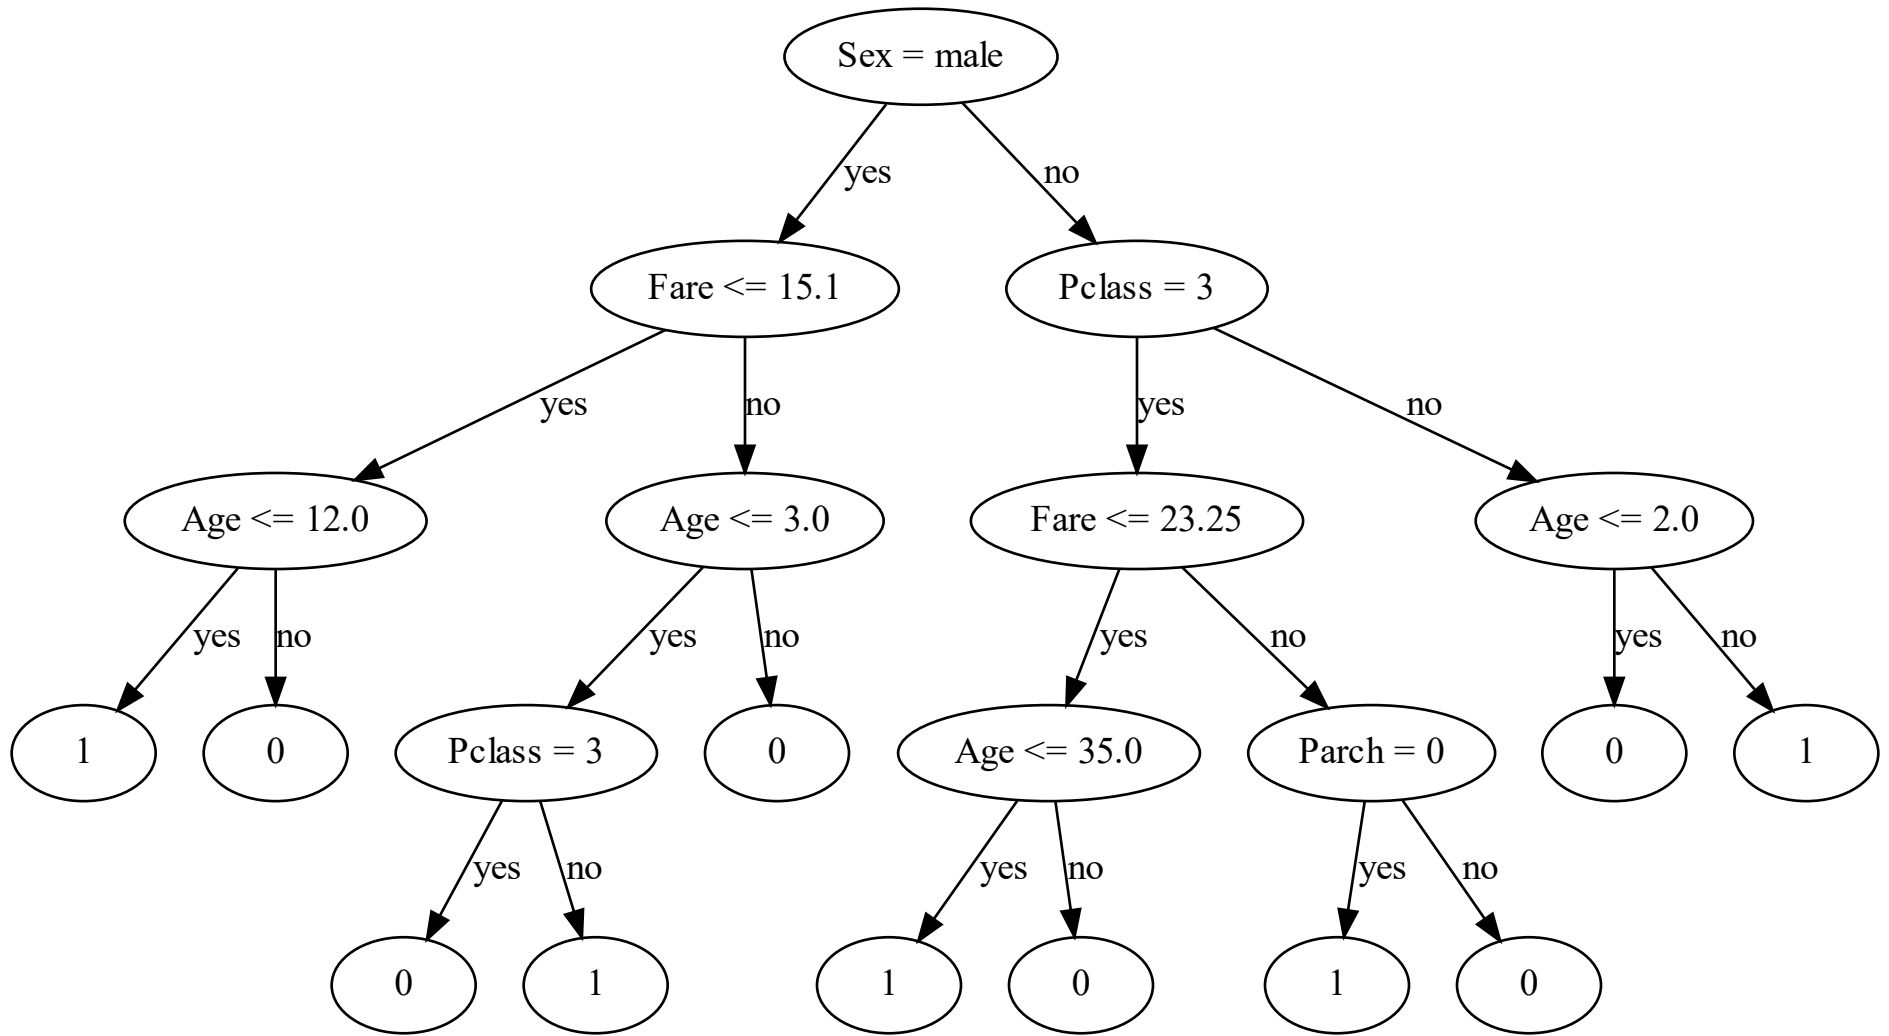 Sex = male
yes
no
Fare <= 15.1
Pclass = 3
yes
no
yes
no
Age <= 12.0
Age <= 3.0
Fare <= 23.25
Age <= 2.0
yes
no
yes
no
yes
no
yes
no
1
0
Pclass = 3
0
Age <= 35.0
Parch = 0
0
1
yes
no
yes
no
yes
no
0
1
1
0
1
0